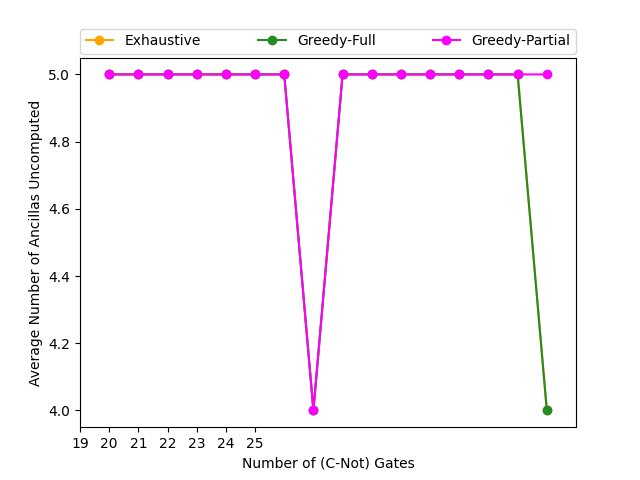 Exhaustive Greedy-Full Greedy-Partial
Average Number of Ancillas Uncomputed
5.0
4.8
4.6
4.4
4.2
4.0
19 20 21 22 23 24 25
Number of (C-Not) Gates